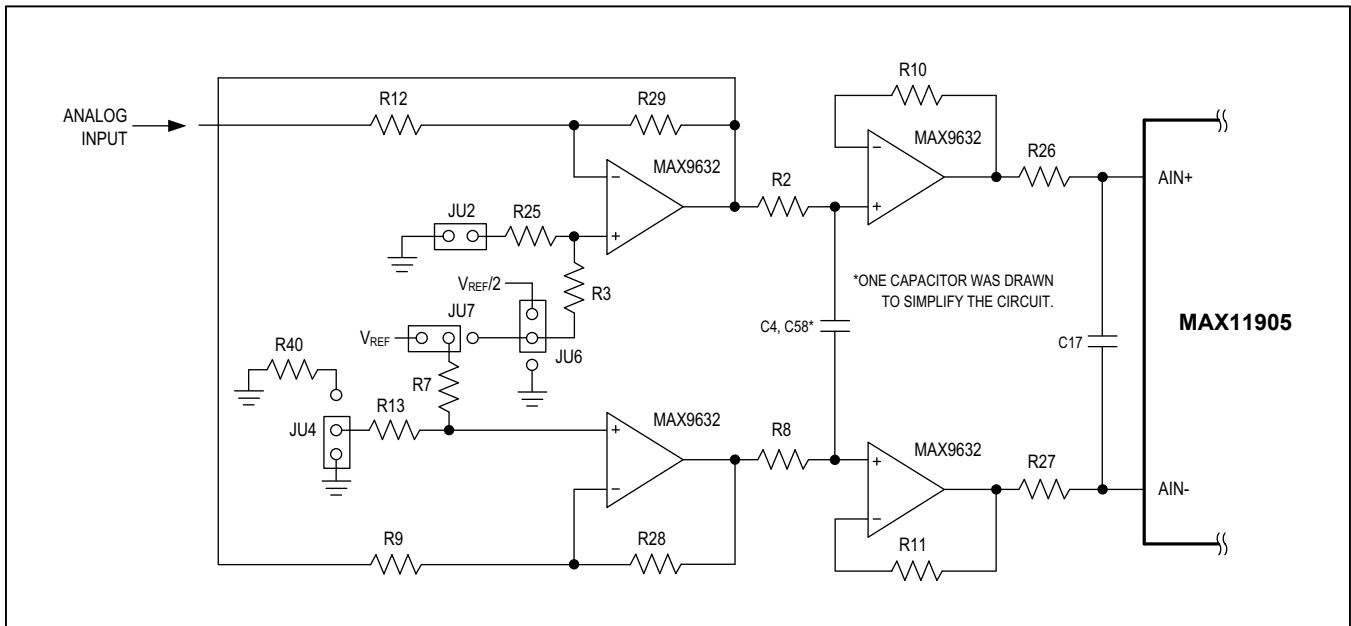 R10
R12
R29
ANALOG
INPUT
MAX9632
MAX9632
R26
R2
AIN+
JU2
R25
−
+
−
+
*ONE CAPACITOR WAS DRAWN
TO SIMPLIFY THE CIRCUIT.
VREF/2
R3
JU7
MAX11905
VREF
C4, C58*
C17
R40
JU6
R7
R13
MAX9632
JU4
R8
MAX9632
+
−
+
−
R27
AIN-
R9
R28
R11